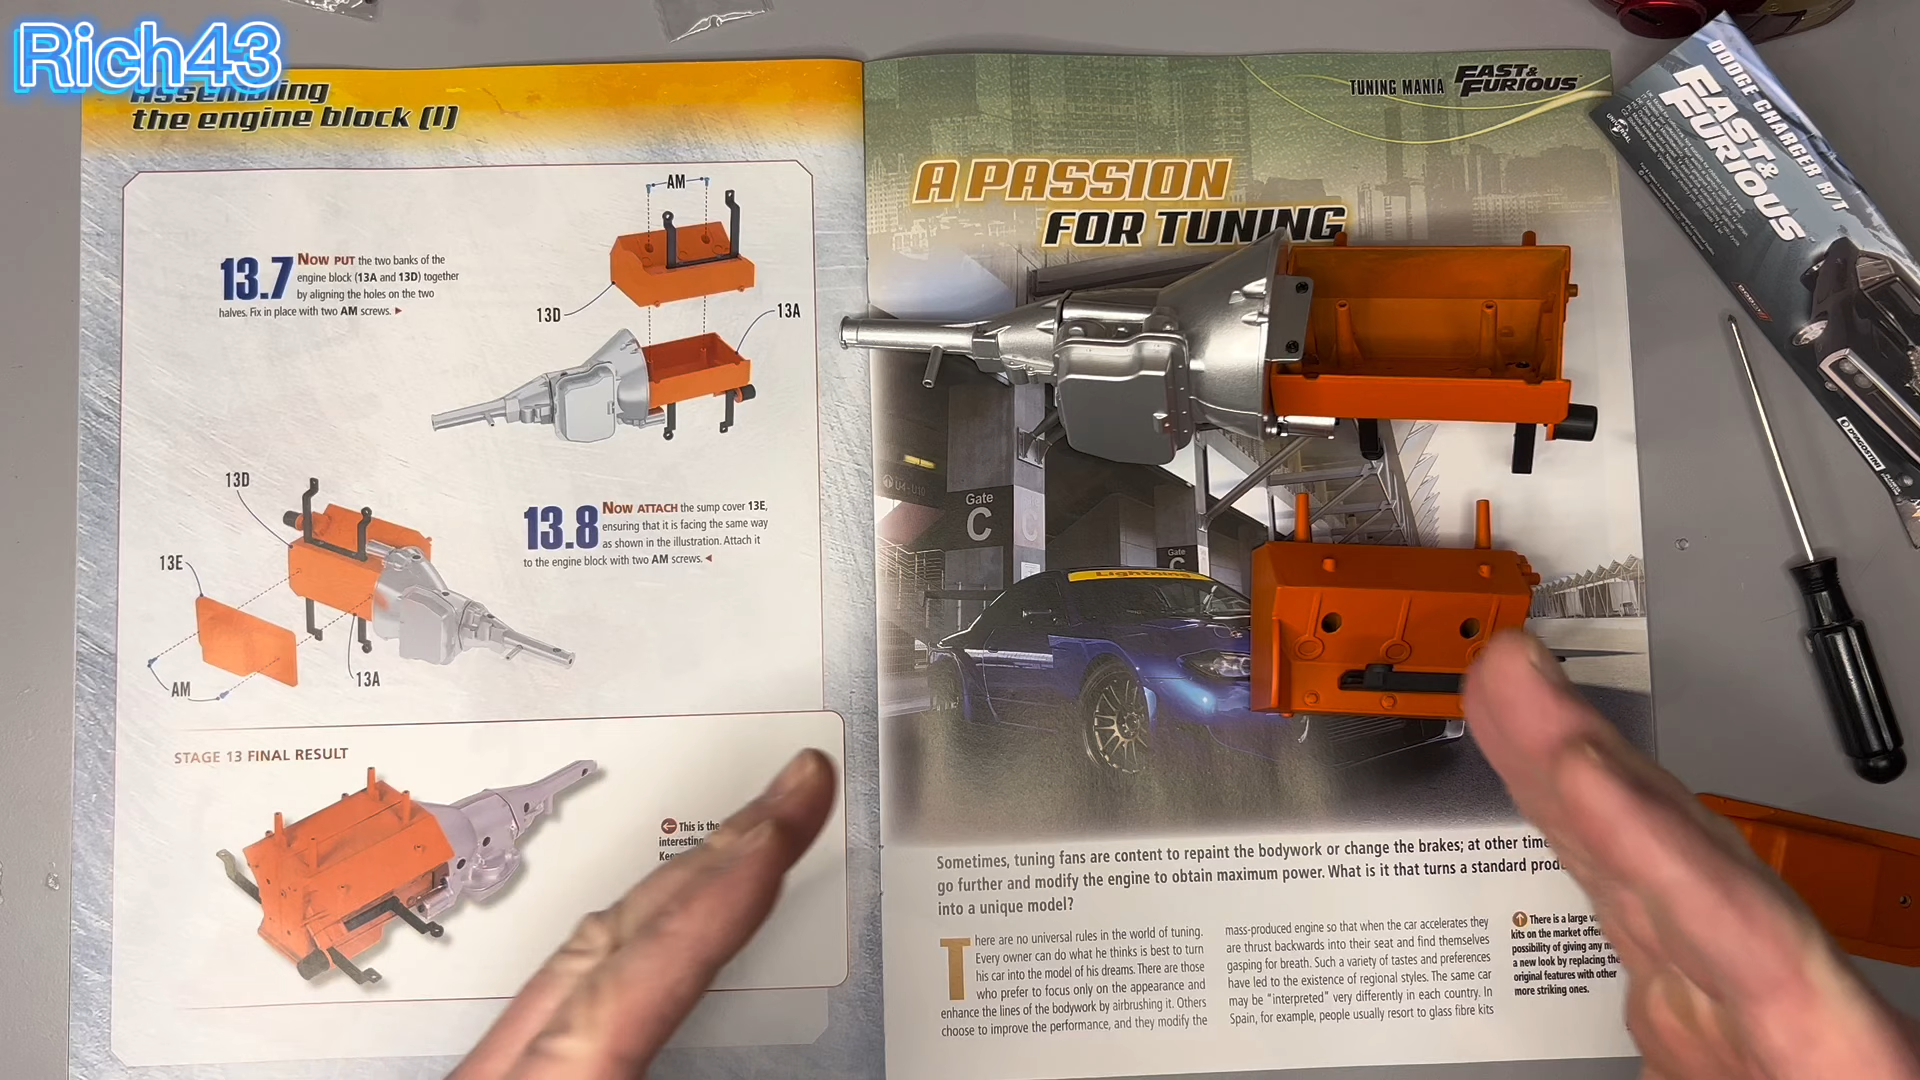 Rich43
Assembling
the engine block (I)
AM
13.7 NOW PUT the two banks of the
engine block (13A and 13D) together
by aligning the holes on the two
halves. Fix in place with two AM screws.
13D
13A
13D
13.8 NOW ATTACH the sump cover 13E,
ensuring that it is facing the same way
as shown in the illustration. Attach it
to the engine block with two AM screws.
13E
AM
13A
STAGE 13 FINAL RESULT
This is the
interesting
TUNING MANIA FAST & FURIOUS
A PASSION
FOR TUNING
Gate
C
Gate
C
Lightning
Sometimes, tuning fans are content to repaint the bodywork or change the brakes; at other
go further and modify the engine to obtain maximum power. What is it that turns a standard
into a unique model?
There are no universal rules in the world of tuning.
Every owner can do what he thinks is best to turn
his car into the model of his dreams. There are those
who prefer to focus only on the appearance and
enhance the lines of the bodywork by airbrushing it. Others
choose to improve the performance, and they modify the
mass-produced engine so that when the car accelerates they
are thrust backwards into their seat and find themselves
gasping for breath. Such a variety of tastes and preferences
have led to the existence of regional styles. The same car
may be "interpreted" very differently in each country. In
Spain, for example, people usually resort to glass fibre kits
There is a large
kits on the market
possibility of giving any
a new look by replacing the
original features with other
more striking ones.
DODGE CHARGER R/T
FAST &
FURIOUS
UNIVERSAL